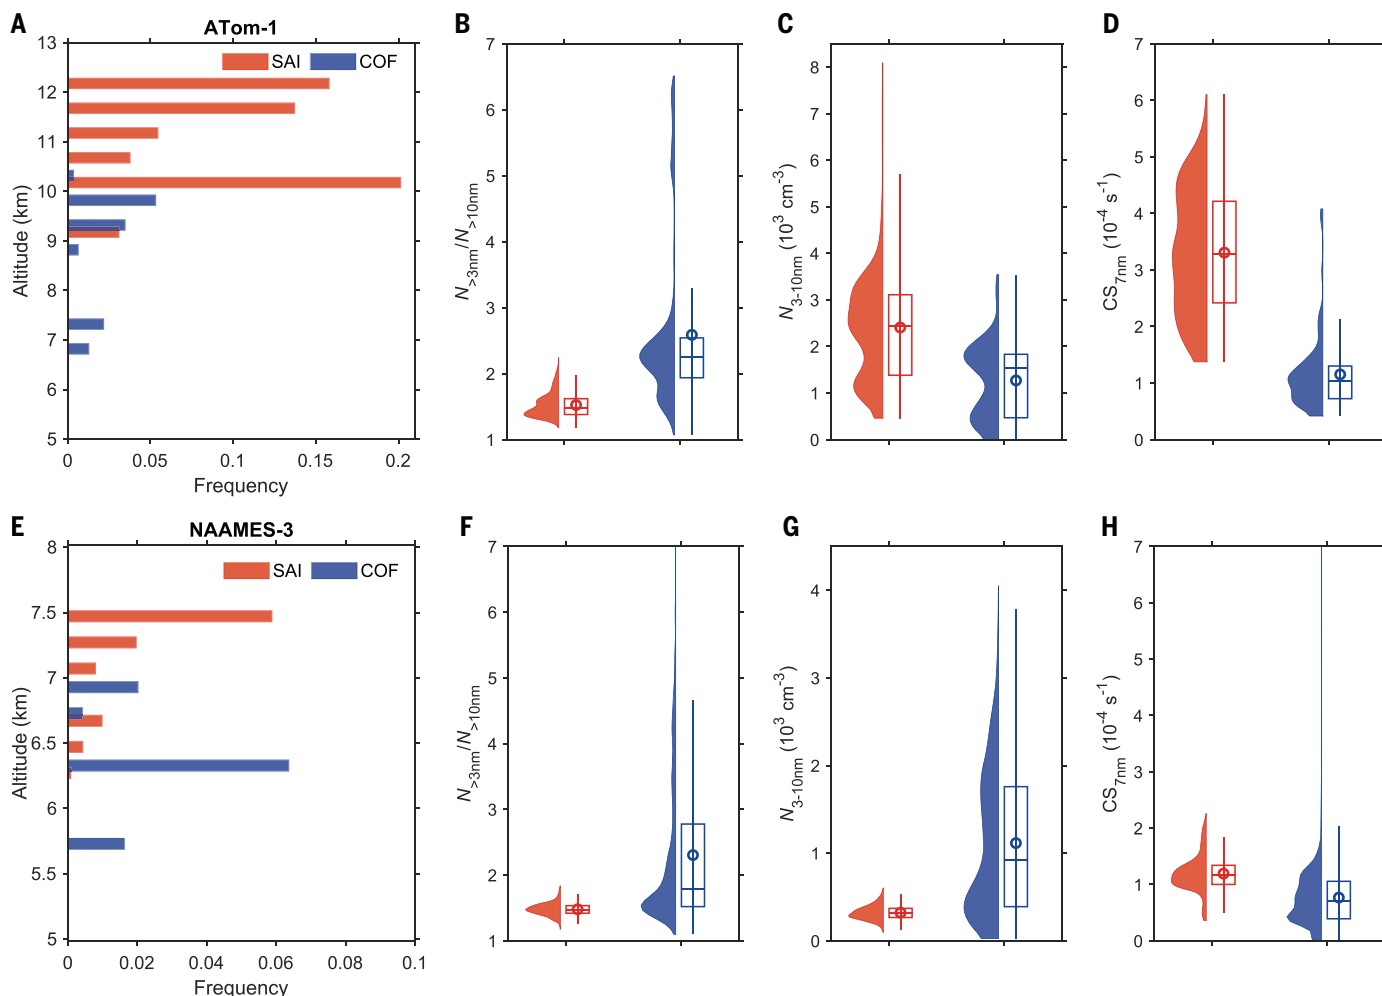 A
ATom-1
SAI
COF
13
12
11
10
9
8
7
6
5
Altitude (km)
0
0.05
0.1
0.15
0.2
Frequency
B
7
6
5
4
3
2
1
N>3nm/N>10nm
C
8
7
6
5
4
3
2
1
0
N3-10nm (10³ cm-3)
D
7
6
5
4
3
2
1
0
CS7nm (10-4 s-1)
E
NAAMES-3
SAI
COF
8
7.5
7
6.5
6
5.5
5
Altitude (km)
0
0.02
0.04
0.06
0.08
0.1
Frequency
F
7
6
5
4
3
2
1
N>3nm/N>10nm
G
4
3
2
1
0
N3-10nm (10³ cm-3)
H
7
6
5
4
3
2
1
0
CS7nm (10-4 s-1)